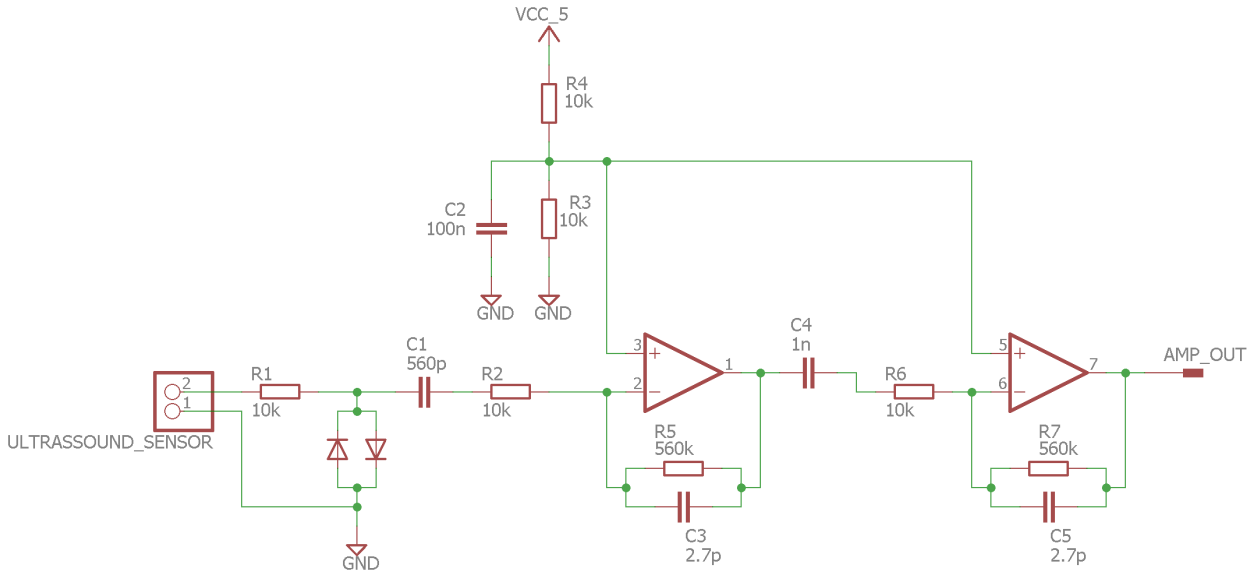 VCC_5
R4
10k
R3
10k
C2
100n
GND
GND
C1
560p
R1
10k
R2
10k
2
1
ULTRASSOUND_SENSOR
GND
3
+
2
−
1
R5
560k
C3
2.7p
C4
1n
R6
10k
5
+
6
−
7
AMP_OUT
R7
560k
C5
2.7p